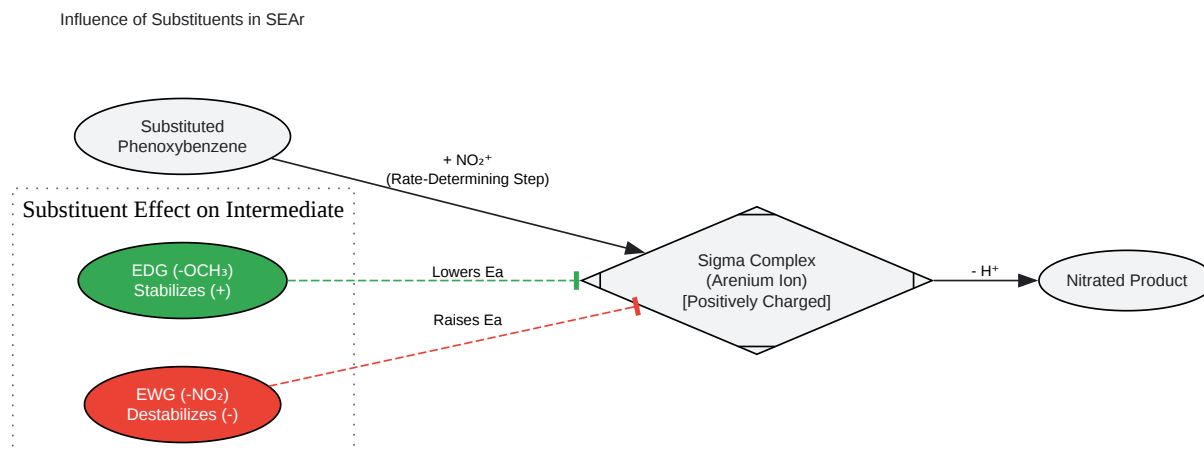 Influence of Substituents in SEAr
Substituted
Phenoxybenzene
+ NO₂⁺
(Rate-Determining Step)
Substituent Effect on Intermediate
EDG (-OCH₃)
Stabilizes (+)
Lowers Ea
Sigma Complex
(Arenium Ion)
[Positively Charged]
- H⁺
Nitrated Product
Raises Ea
EWG (-NO₂)
Destabilizes (-)